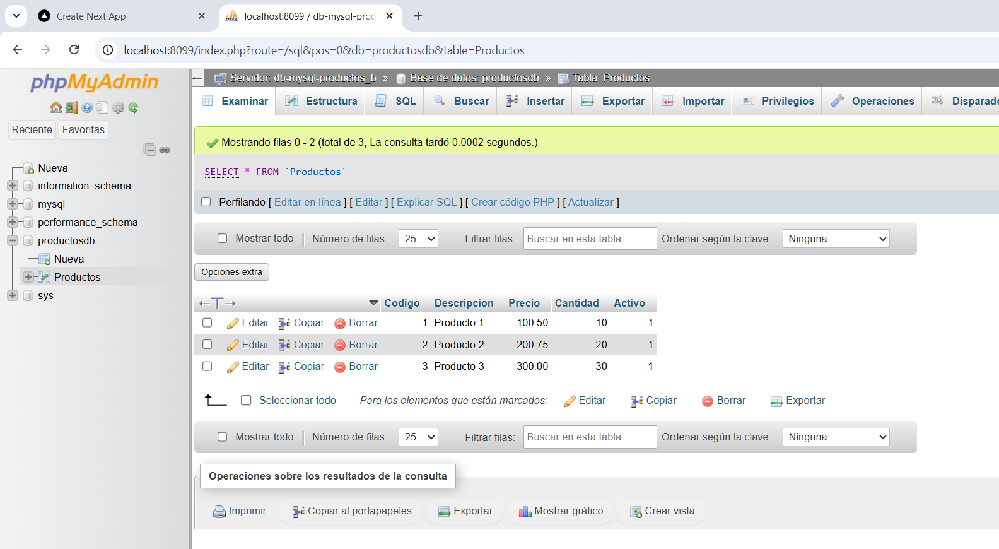 Create Next App
localhost:8099 / db-mysql-prod
localhost:8099/index.php?route=/sql&pos=0&db=productosdb&table=Productos
phpMyAdmin
Reciente Favoritas
Nueva
information_schema
mysql
performance_schema
productosdb
Nueva
Productos
sys
Servidor: db-mysql-productos_b » Base de datos: productosdb » Tabla: Productos
Examinar Estructura SQL Buscar Insertar Exportar Importar Privilegios Operaciones Disparado
Mostrando filas 0 - 2 (total de 3, La consulta tardó 0.0002 segundos.)
SELECT * FROM `Productos`
Perfilando [ Editar en línea ] [ Editar ] [ Explicar SQL ] [ Crear código PHP ] [ Actualizar ]
Mostrar todo Número de filas: 25 Filtrar filas: Buscar en esta tabla Ordenar según la clave: Ninguna
Opciones extra
Codigo Descripcion Precio Cantidad Activo
Editar Copiar Borrar 1 Producto 1 100.50 10 1
Editar Copiar Borrar 2 Producto 2 200.75 20 1
Editar Copiar Borrar 3 Producto 3 300.00 30 1
Seleccionar todo Para los elementos que están marcados: Editar Copiar Borrar Exportar
Mostrar todo Número de filas: 25 Filtrar filas: Buscar en esta tabla Ordenar según la clave: Ninguna
Operaciones sobre los resultados de la consulta
Imprimir Copiar al portapapeles Exportar Mostrar gráfico Crear vista